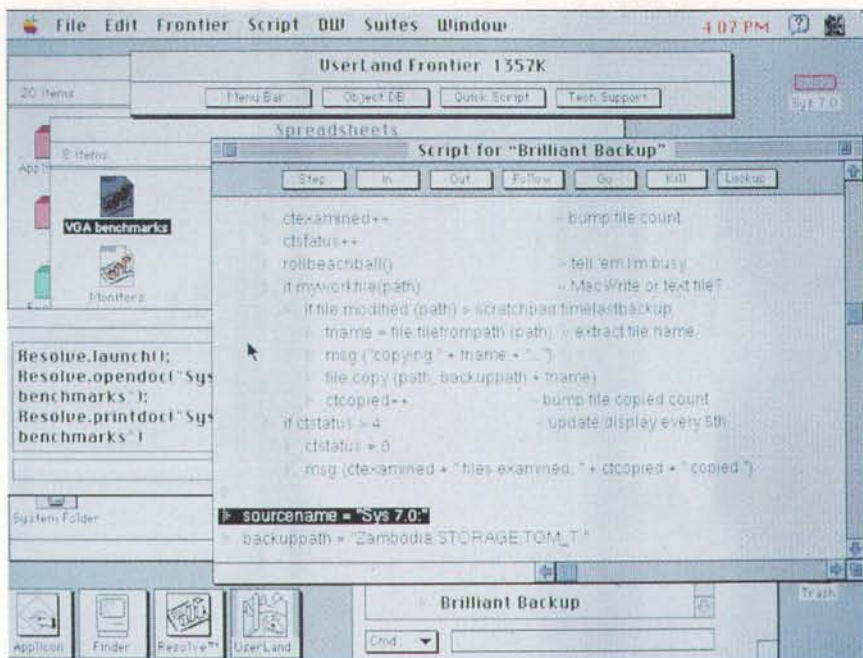 File Edit Frontier Script DW Suites Window 4:07 PM
UserLand Frontier 1357K
Menu Bar Object DB Quick Script Tech Support
20 items
Sys 7.0
Spreadsheets
8 items
VGA benchmarks
Monitors
Script for "Brilliant Backup"
Step In Out Follow Go Kill Lookup
ctexamined++ «bump file count
ctstatus++
rollbeachball() «tell 'em I'm busy
if myworkfile(path) «MacWrite or text file?
if file.modified (path) > scratchpad.timelastbackup
fname = file.filefrompath (path) «extract file name
msg ("copying " + fname + "...")
file.copy (path, backuppath + fname)
ctcopied++ «bump file copied count
if ctstatus > 4 «update display every 5th
ctstatus = 0
msg (ctexamined + " files examined, " + ctcopied + " copied.")
sourcename = "Sys 7.0:"
backuppath = "Zambodia:STORAGE:TOM_T:"
Resolve.launch();
Resolve.opendoc("Sys
benchmarks");
Resolve.printdoc("Sys
benchmarks")
System Folder
Brilliant Backup
Cmd
Trash
Applicon Finder Resolve™ UserLand